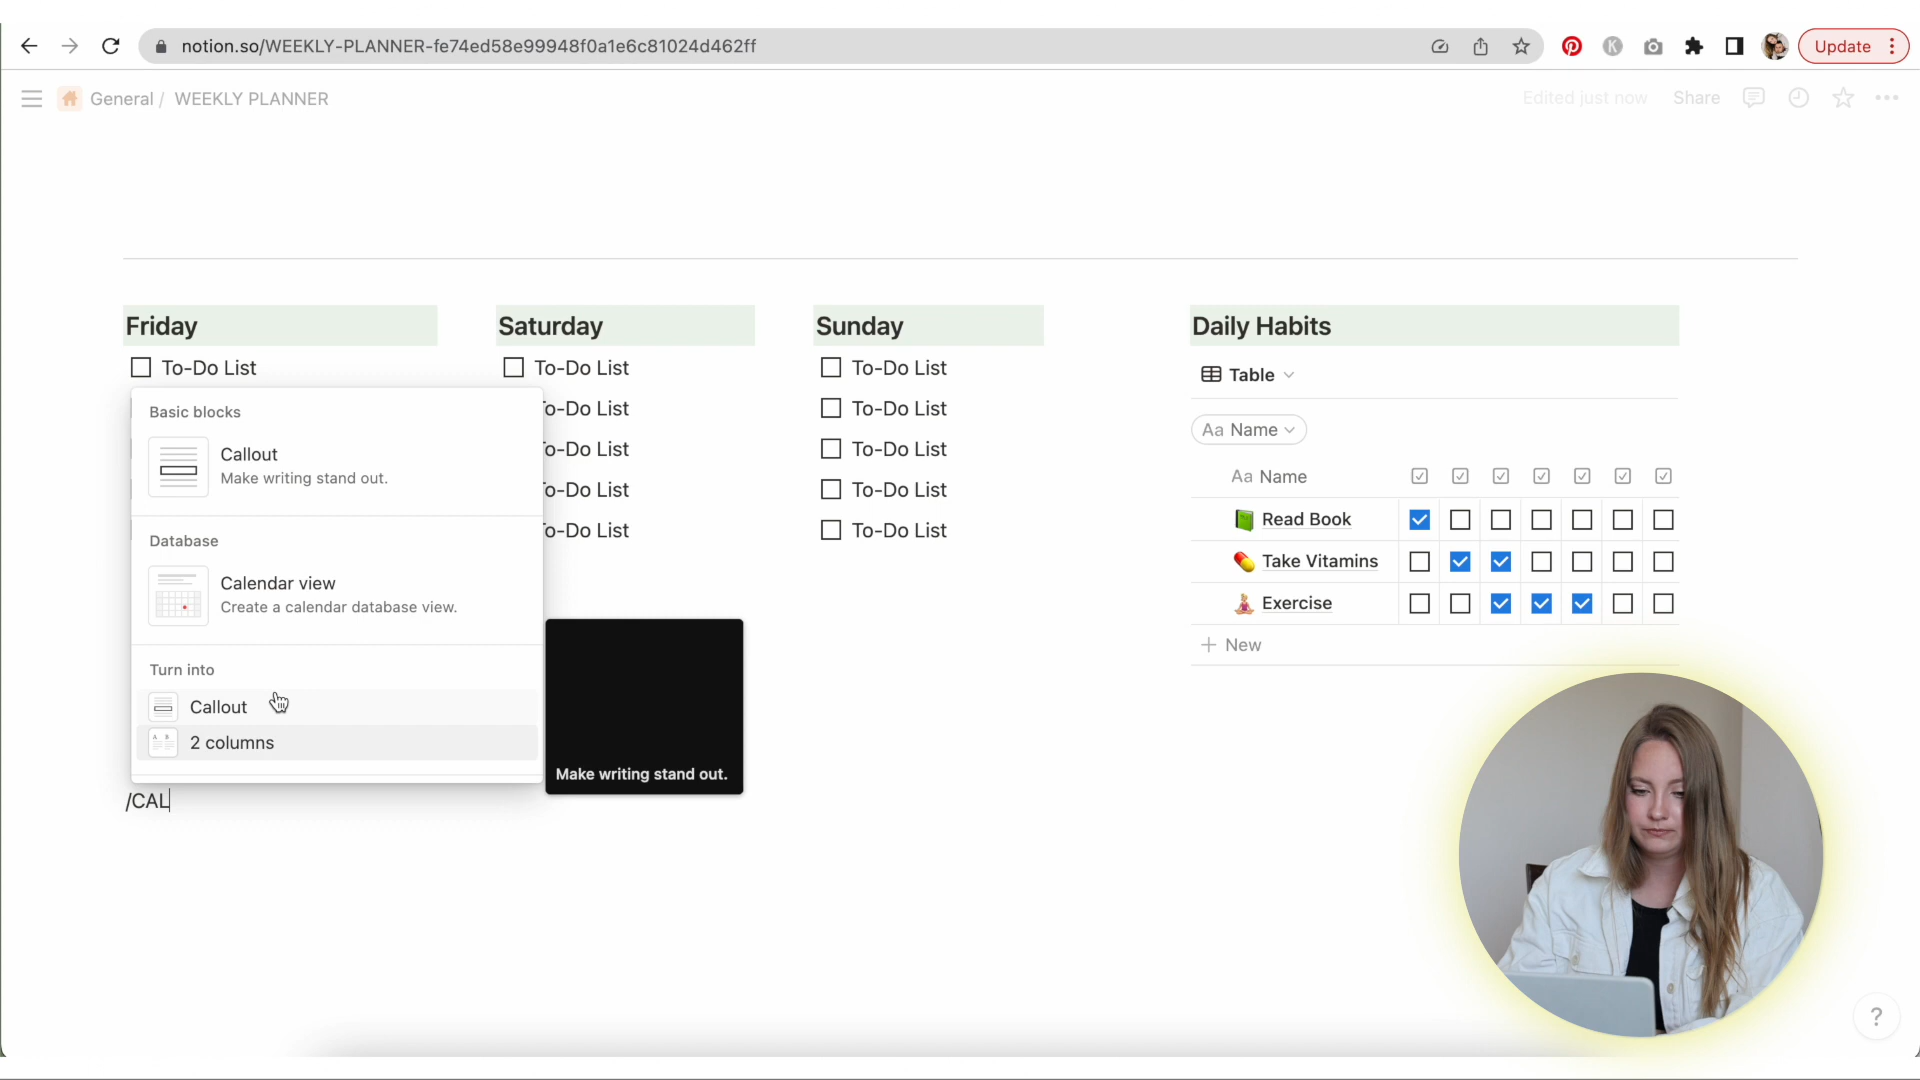 notion.so/WEEKLY-PLANNER-fe74ed58e99948f0a1e6c81024d462ff
K
Update
General / WEEKLY PLANNER
Edited just now
Share
Friday
To-Do List
Basic blocks
Callout
Make writing stand out.
Database
Calendar view
Create a calendar database view.
Turn into
Callout
2 columns
Make writing stand out.
/CAL
Saturday
To-Do List
To-Do List
To-Do List
To-Do List
To-Do List
Sunday
To-Do List
To-Do List
To-Do List
To-Do List
To-Do List
Daily Habits
Table
Aa Name
Aa Name
Read Book
Take Vitamins
Exercise
+ New
?